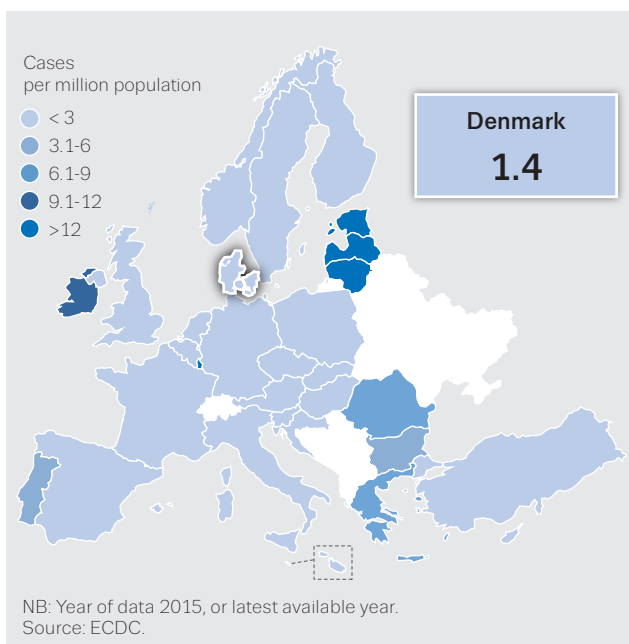 Cases
per million population
< 3
3.1-6
6.1-9
9.1-12
>12
Denmark
1.4
NB: Year of data 2015, or latest available year.
Source: ECDC.